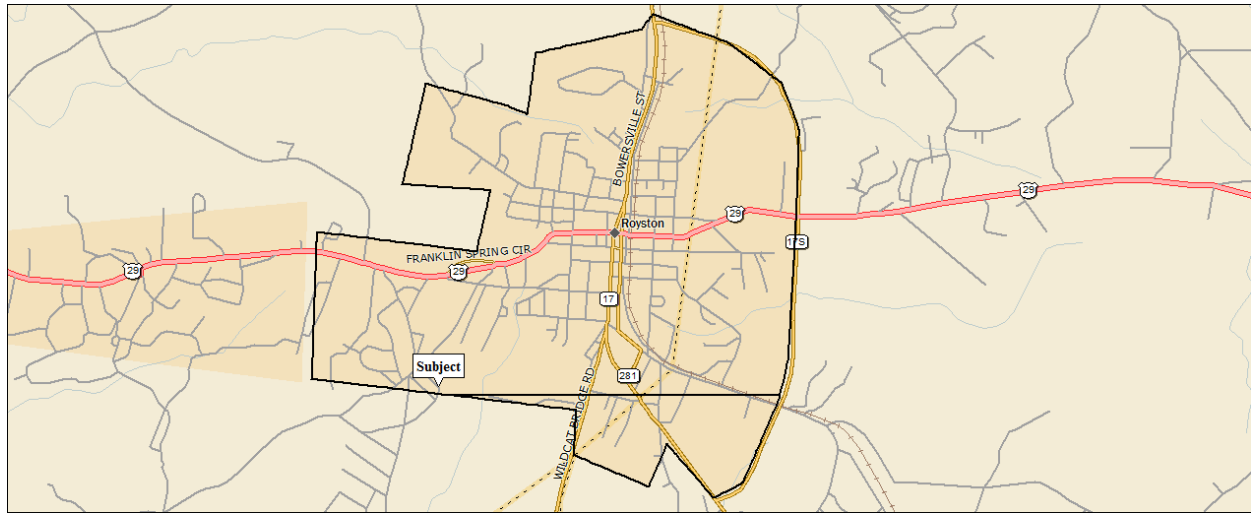 BOWERSVILLE ST
29
Royston
29
17S
FRANKLIN SPRING CIR
29
29
17
Subject
281
WILDCAT BRIDGE RD